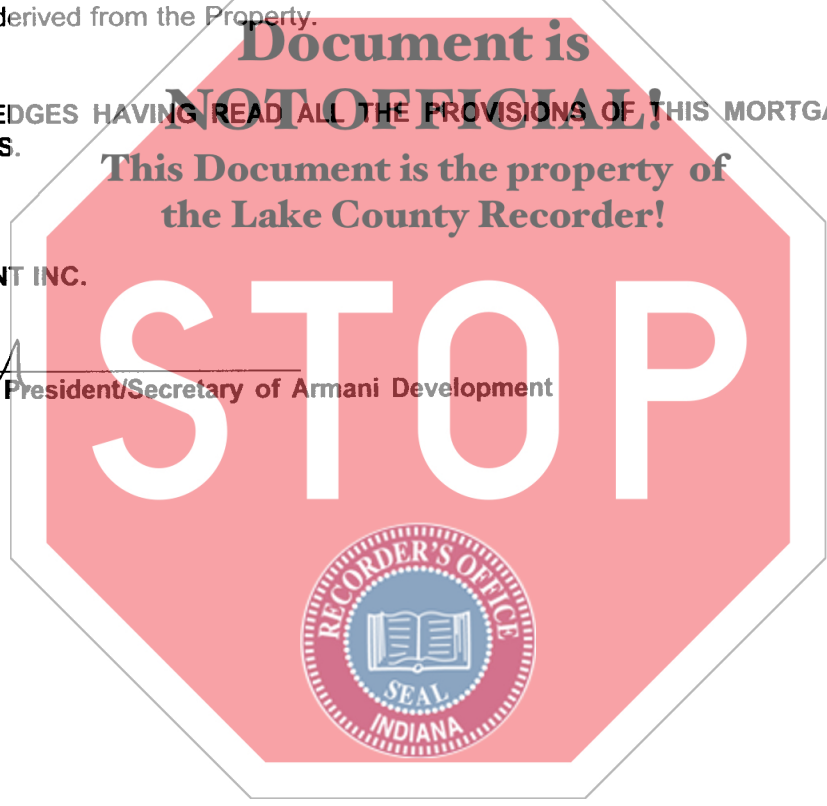 derived from the Property.
Document is
NOT OFFICIAL!
EDGES HAVING READ ALL THE PROVISIONS OF THIS MORTGA
S.
This Document is the property of
the Lake County Recorder!
NT INC.
STOP
President/Secretary of Armani Development
RECORDER'S OFFICE
SEAL
INDIANA